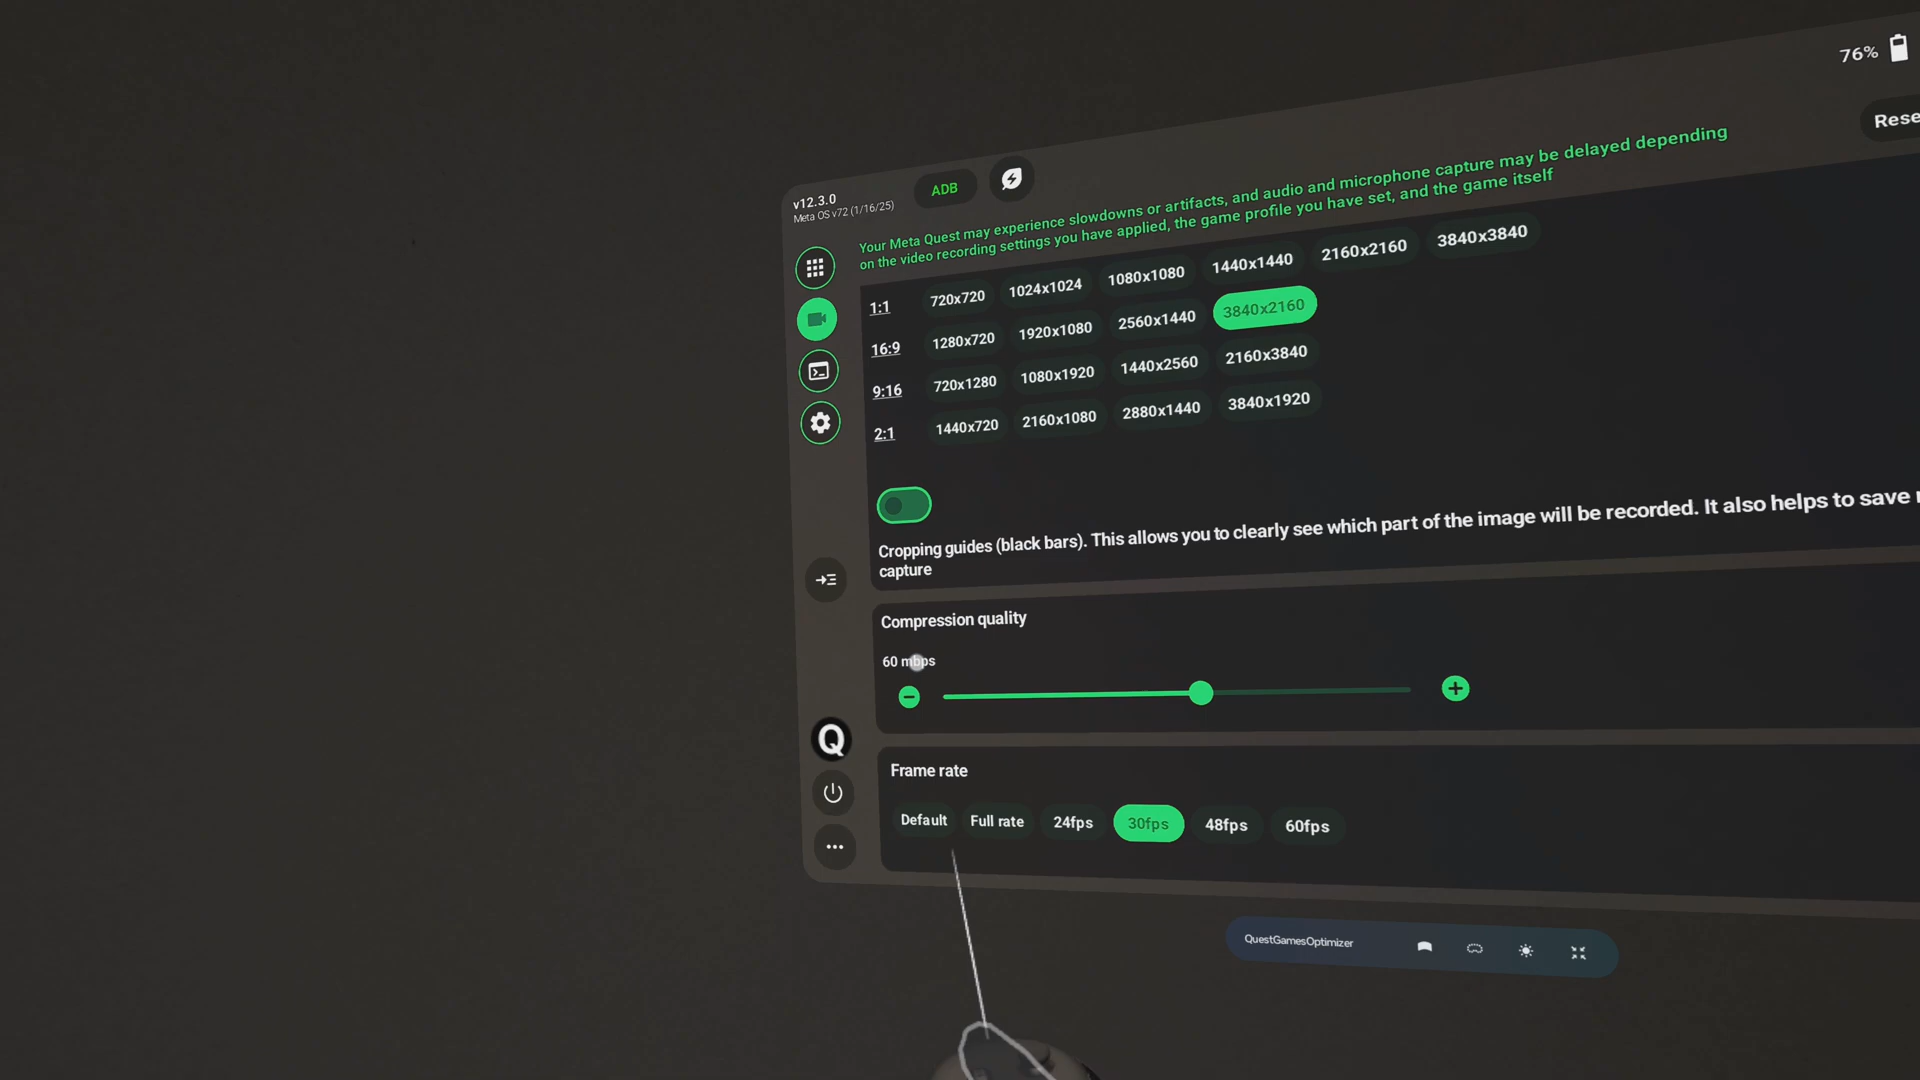 76%
Rese
v12.3.0
Meta OS v72 (1/16/25)
ADB
Your Meta Quest may experience slowdowns or artifacts, and audio and microphone capture may be delayed depending
on the video recording settings you have applied, the game profile you have set, and the game itself
1:1 720x720 1024x1024 1080x1080 1440x1440 2160x2160 3840x3840
16:9 1280x720 1920x1080 2560x1440 3840x2160
9:16 720x1280 1080x1920 1440x2560 2160x3840
2:1 1440x720 2160x1080 2880x1440 3840x1920
Cropping guides (black bars). This allows you to clearly see which part of the image will be recorded. It also helps to save
capture
Compression quality
60 mbps
Q
Frame rate
Default Full rate 24fps 30fps 48fps 60fps
QuestGamesOptimizer